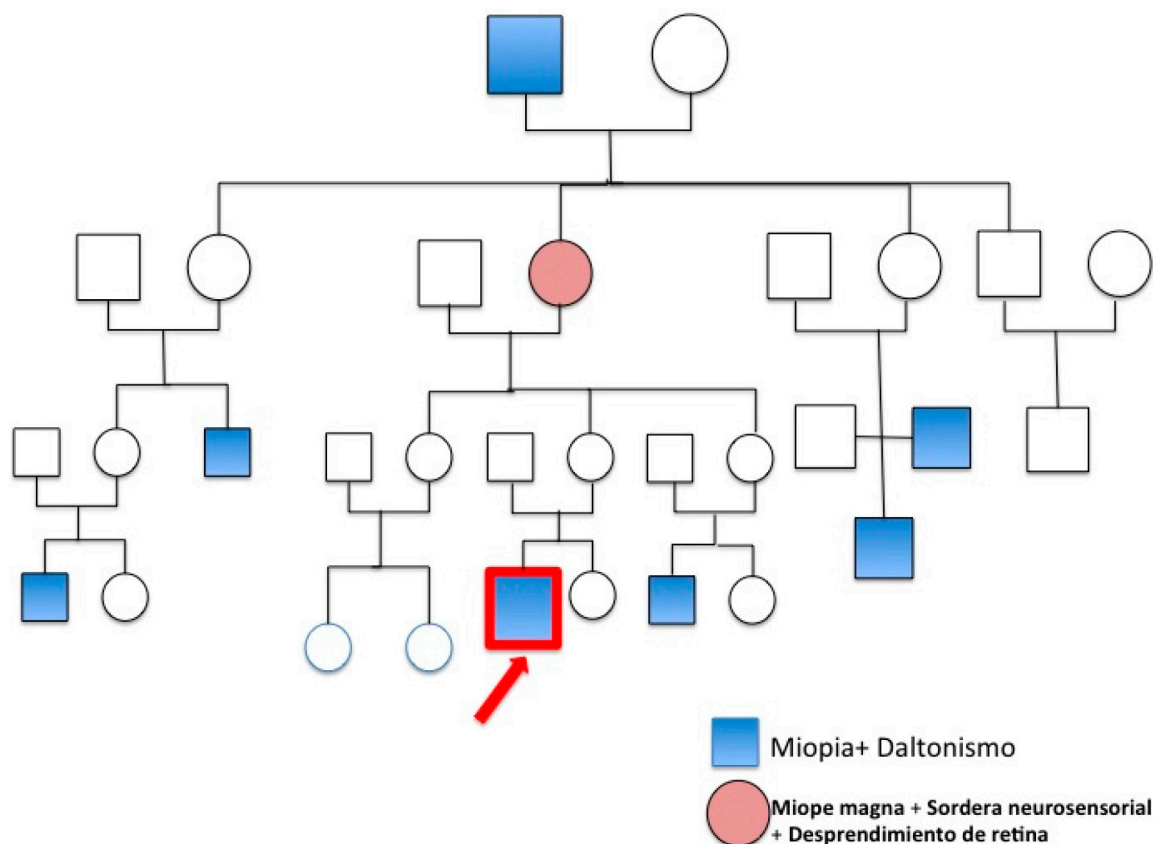 Miopia+ Daltonismo
Miope magna + Sordera neurosensorial
+ Desprendimiento de retina